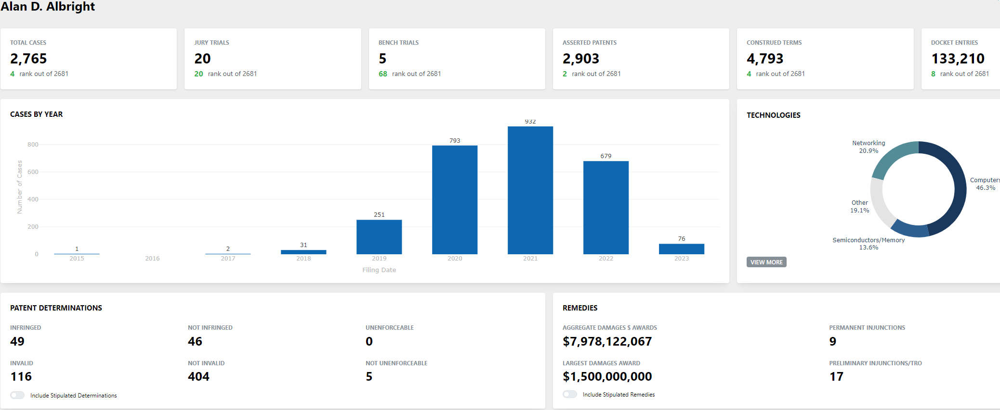 Alan D. Albright
TOTAL CASES
2,765
4 rank out of 2681
JURY TRIALS
20
20 rank out of 2681
BENCH TRIALS
5
68 rank out of 2681
ASSERTED PATENTS
2,903
2 rank out of 2681
CONSTRUED TERMS
4,793
4 rank out of 2681
DOCKET ENTRIES
133,210
8 rank out of 2681
CASES BY YEAR
Number of Cases
800
600
400
200
0
1
2
31
251
793
932
679
76
2015
2016
2017
2018
2019
2020
2021
2022
2023
Filing Date
TECHNOLOGIES
Networking
20.9%
Computers
46.3%
Other
19.1%
Semiconductors/Memory
13.6%
VIEW MORE
PATENT DETERMINATIONS
INFRINGED
49
NOT INFRINGED
46
UNENFORCEABLE
0
INVALID
116
NOT INVALID
404
NOT UNENFORCEABLE
5
Include Stipulated Determinations
REMEDIES
AGGREGATE DAMAGES $ AWARDS
$7,978,122,067
PERMANENT INJUNCTIONS
9
LARGEST DAMAGES AWARD
$1,500,000,000
PRELIMINARY INJUNCTIONS/TRO
17
Include Stipulated Remedies